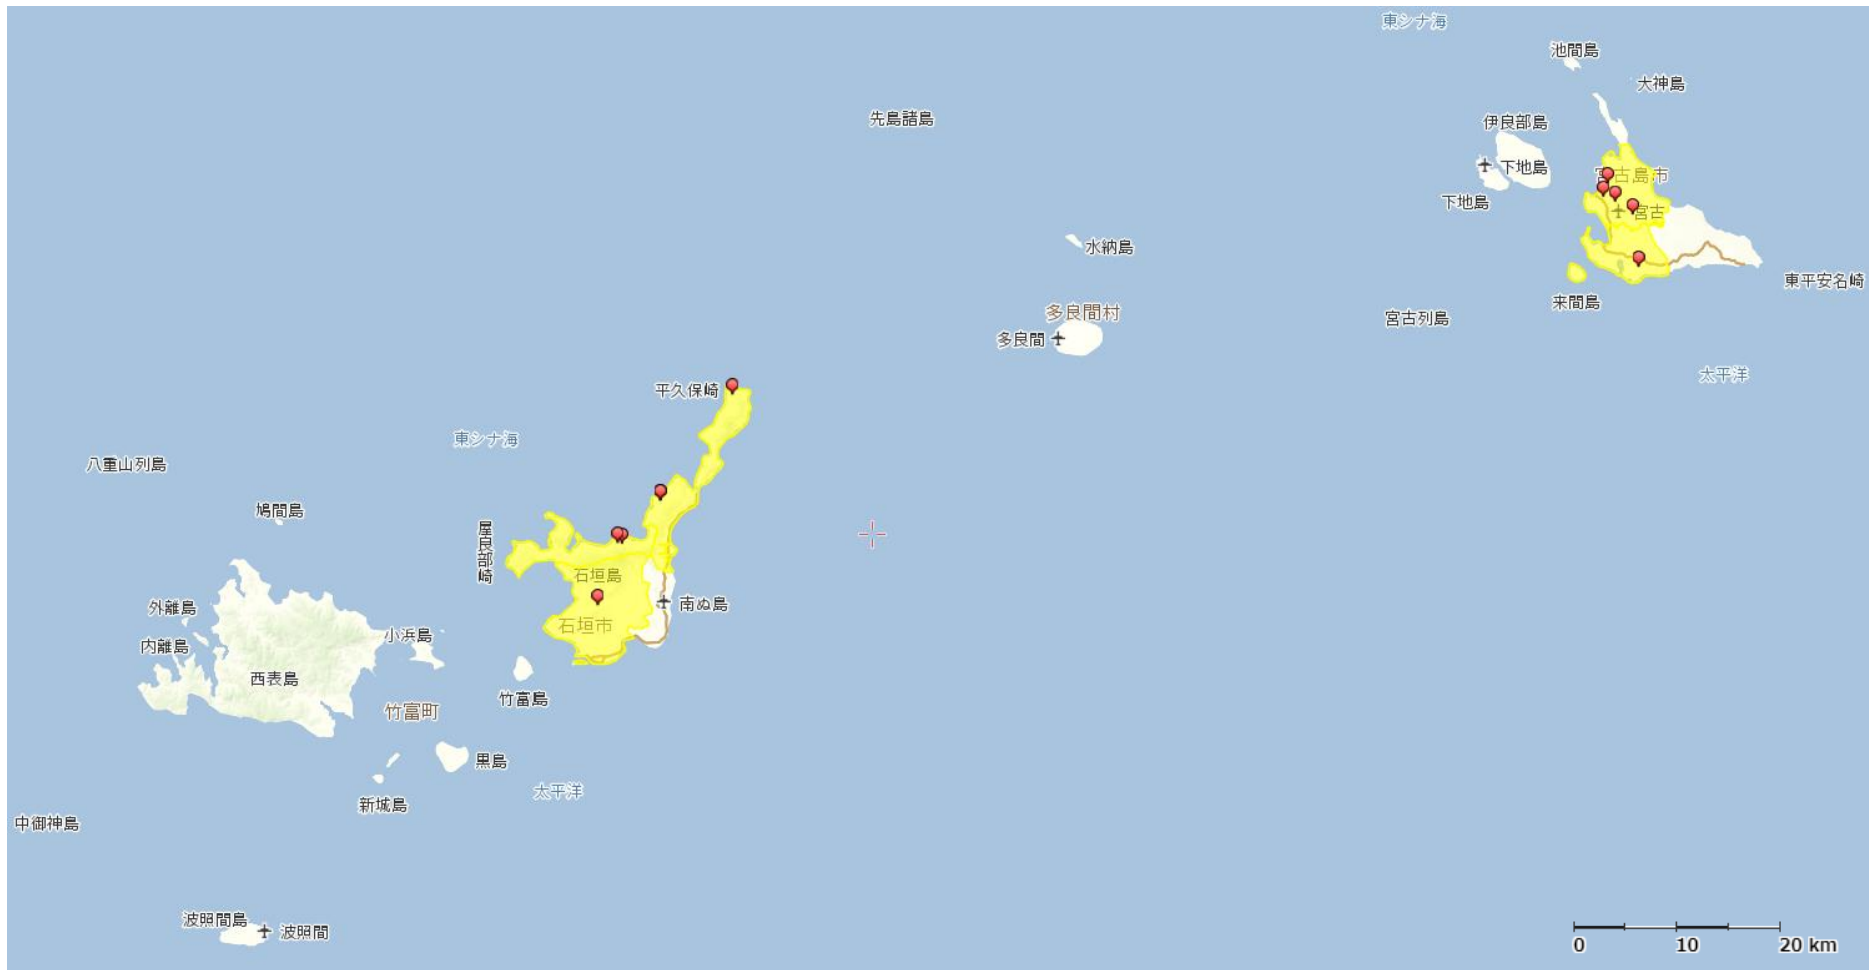 東シナ海
池間島
大神島
先島諸島
伊良部島
下地島
宮古島市
下地島
宮古
水納島
東平安名崎
来間島
多良間村
宮古列島
多良間
太平洋
平久保崎
東シナ海
八重山列島
鳩間島
屋良部崎
石垣島
南ぬ島
外離島
石垣市
小浜島
内離島
西表島
竹富島
竹富町
黒島
太平洋
新城島
中御神島
波照間島
波照間
0 10 20 km